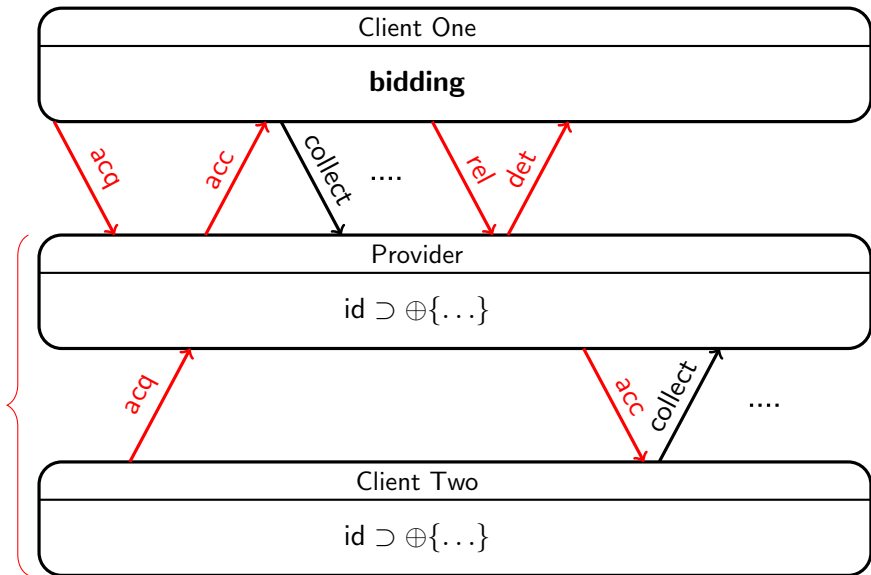 Client One
bidding
acq
acc
collect
....
rel
det
Provider
id ⊃ ⊕{...}
acq
acc
collect
....
Client Two
id ⊃ ⊕{...}